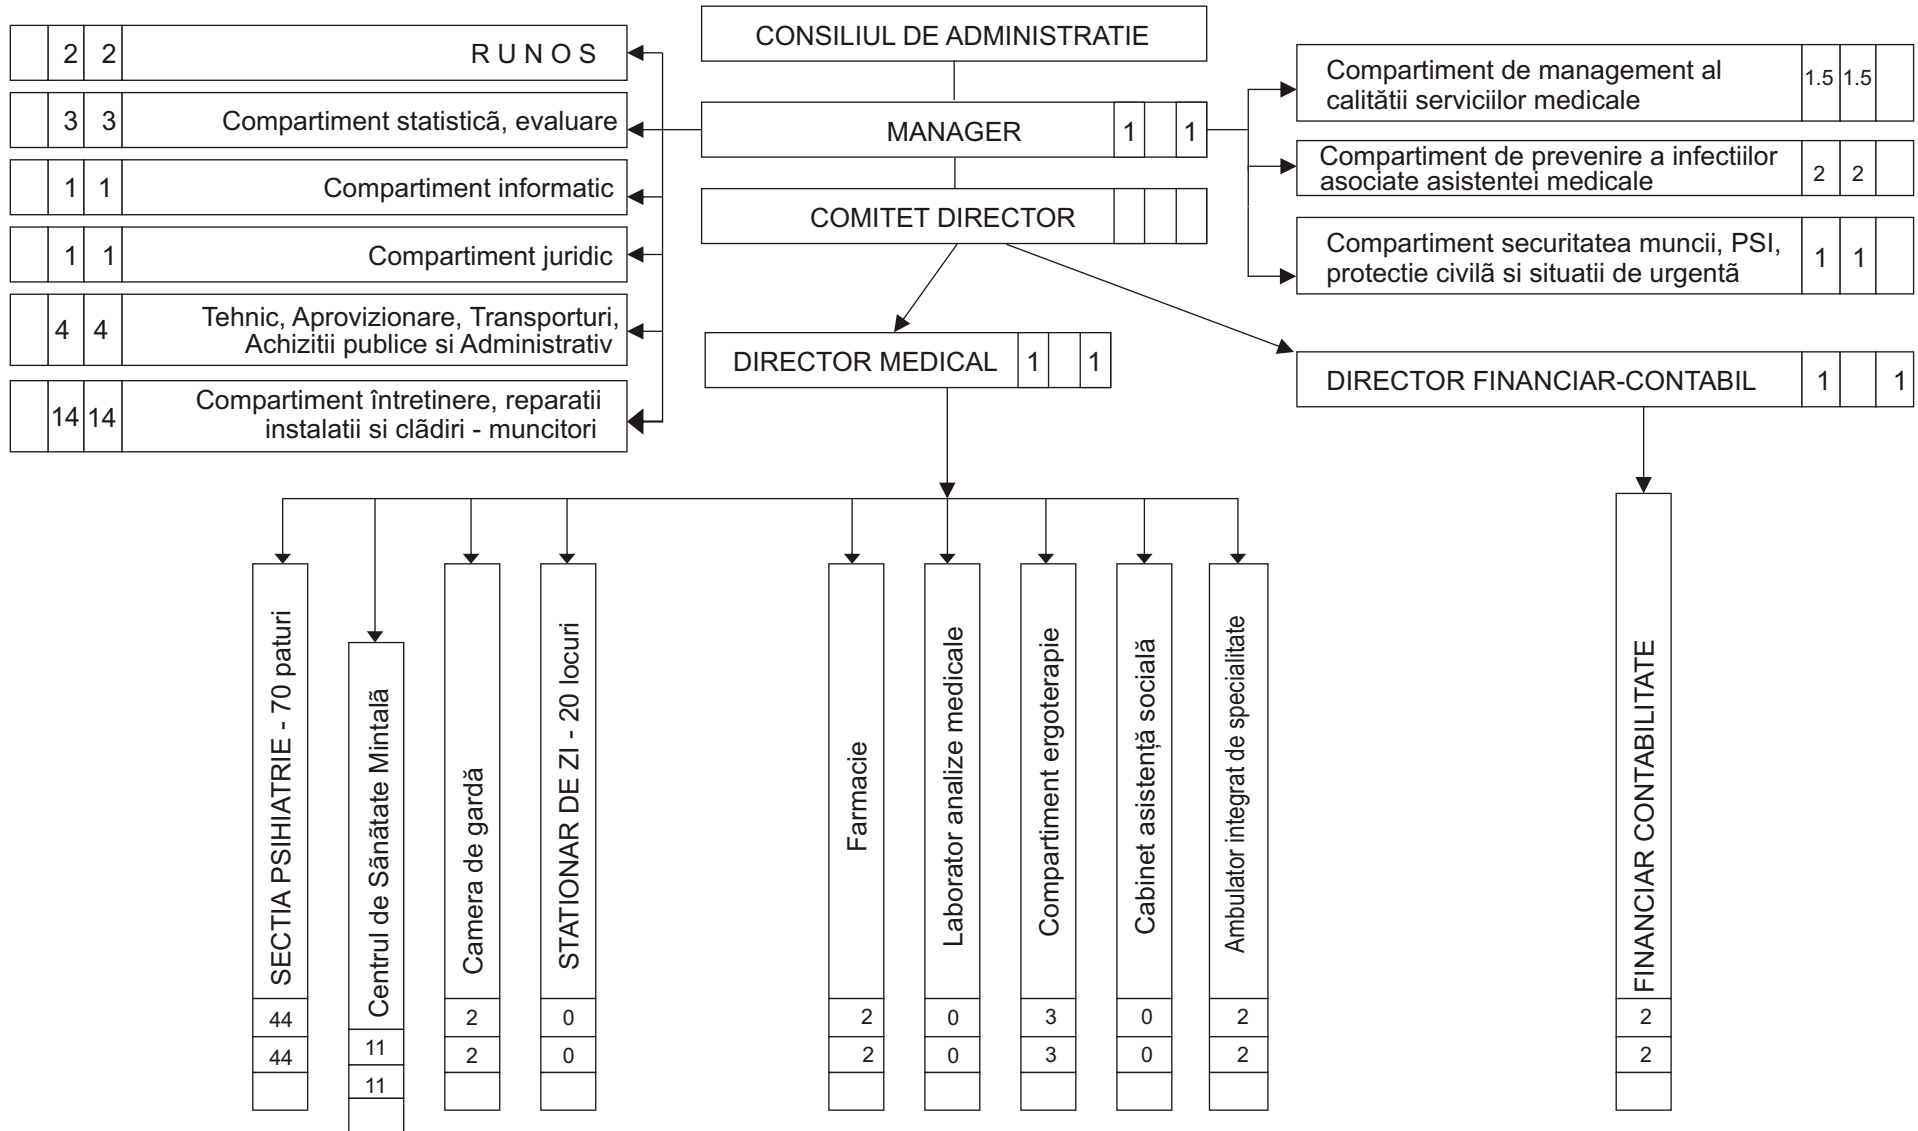 CONSILIUL DE ADMINISTRATIE
MANAGER 1 1
COMITET DIRECTOR
2 2 R U N O S
3 3 Compartiment statisticã, evaluare
1 1 Compartiment informatic
1 1 Compartiment juridic
4 4 Tehnic, Aprovizionare, Transporturi,
Achizitii publice si Administrativ
14 14 Compartiment întretinere, reparatii
instalatii si clãdiri - muncitori
Compartiment de management al
calitãtii serviciilor medicale 1.5 1.5
Compartiment de prevenire a infectiilor
asociate asistentei medicale 2 2
Compartiment securitatea muncii, PSI,
protectie civilã si situatii de urgentã 1 1
DIRECTOR MEDICAL 1 1
DIRECTOR FINANCIAR-CONTABIL 1 1
SECTIA PSIHIATRIE - 70 paturi
44
44
Centrul de Sãnãtate Mintalã
11
11
Camera de gardă
2
2
STATIONAR DE ZI - 20 locuri
0
0
Farmacie
2
2
Laborator analize medicale
0
0
Compartiment ergoterapie
3
3
Cabinet asistență socială
0
0
Ambulator integrat de specialitate
2
2
FINANCIAR CONTABILITATE
2
2